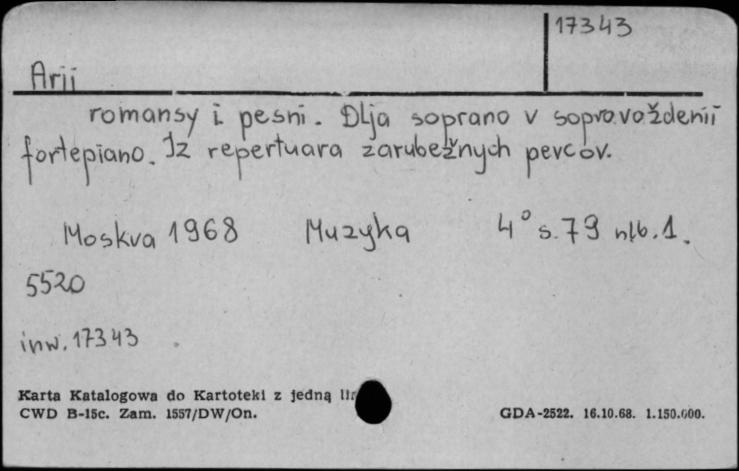 17343
Arii
romansy i pesni. Dlja soprano v soprovoždenii
fortepiano. Iz repertuara zarubežnych pevcov.
Moskva 1968 Muzyka 4° s. 79 nlb. 1.
5520
inw. 17343
Karta Katalogowa do Kartoteki z jedną
CWD B-15c. Zam. 1557/DW/On.
GDA-2522. 16.10.68. 1.150.000.